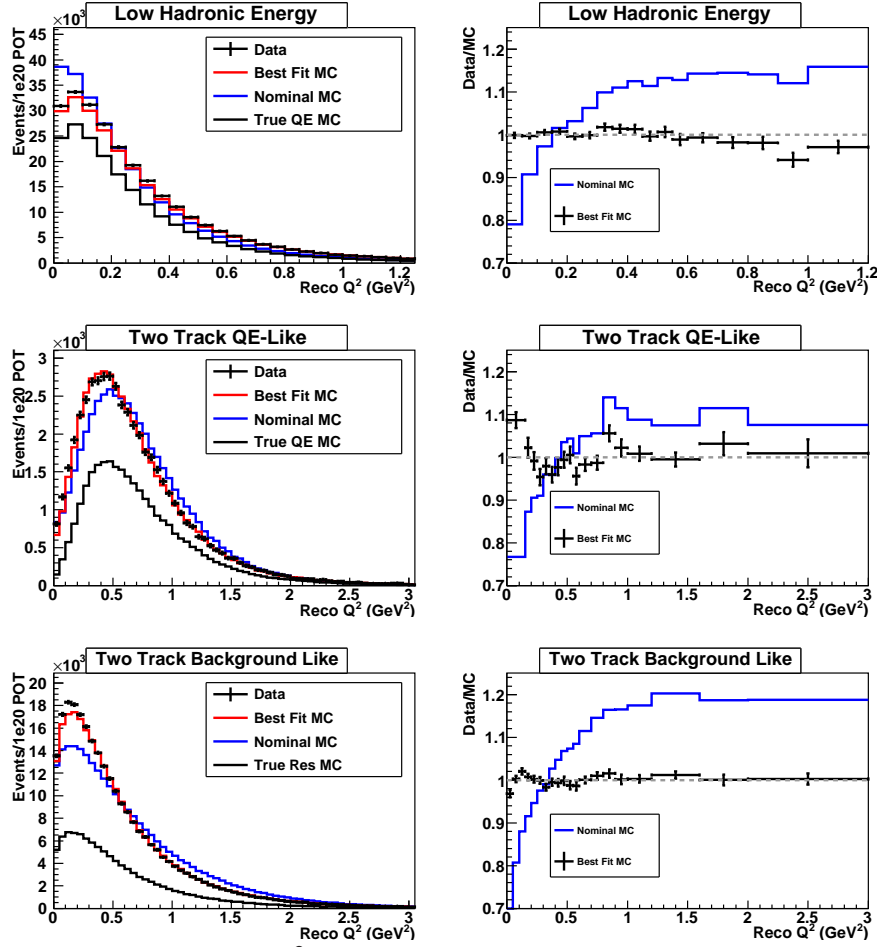 Low Hadronic Energy
×10³
Events/1e20 POT
45
40
35
30
25
20
15
10
5
0
Data
Best Fit MC
Nominal MC
True QE MC
0 0.2 0.4 0.6 0.8 1 1.2
Reco Q² (GeV²)
Low Hadronic Energy
Data/MC
1.2
1.1
1
0.9
0.8
0.7
Nominal MC
Best Fit MC
0 0.2 0.4 0.6 0.8 1 1.2
Reco Q² (GeV²)
Two Track QE-Like
×10³
Events/1e20 POT
3
2.5
2
1.5
1
0.5
0
Data
Best Fit MC
Nominal MC
True QE MC
0 0.5 1 1.5 2 2.5 3
Reco Q² (GeV²)
Two Track QE-Like
Data/MC
1.2
1.1
1
0.9
0.8
0.7
Nominal MC
Best Fit MC
0 0.5 1 1.5 2 2.5 3
Reco Q² (GeV²)
Two Track Background Like
×10³
Events/1e20 POT
20
18
16
14
12
10
8
6
4
2
0
Data
Best Fit MC
Nominal MC
True Res MC
0 0.5 1 1.5 2 2.5 3
Reco Q² (GeV²)
Two Track Background Like
Data/MC
1.2
1.1
1
0.9
0.8
0.7
Nominal MC
Best Fit MC
0 0.5 1 1.5 2 2.5 3
Reco Q² (GeV²)